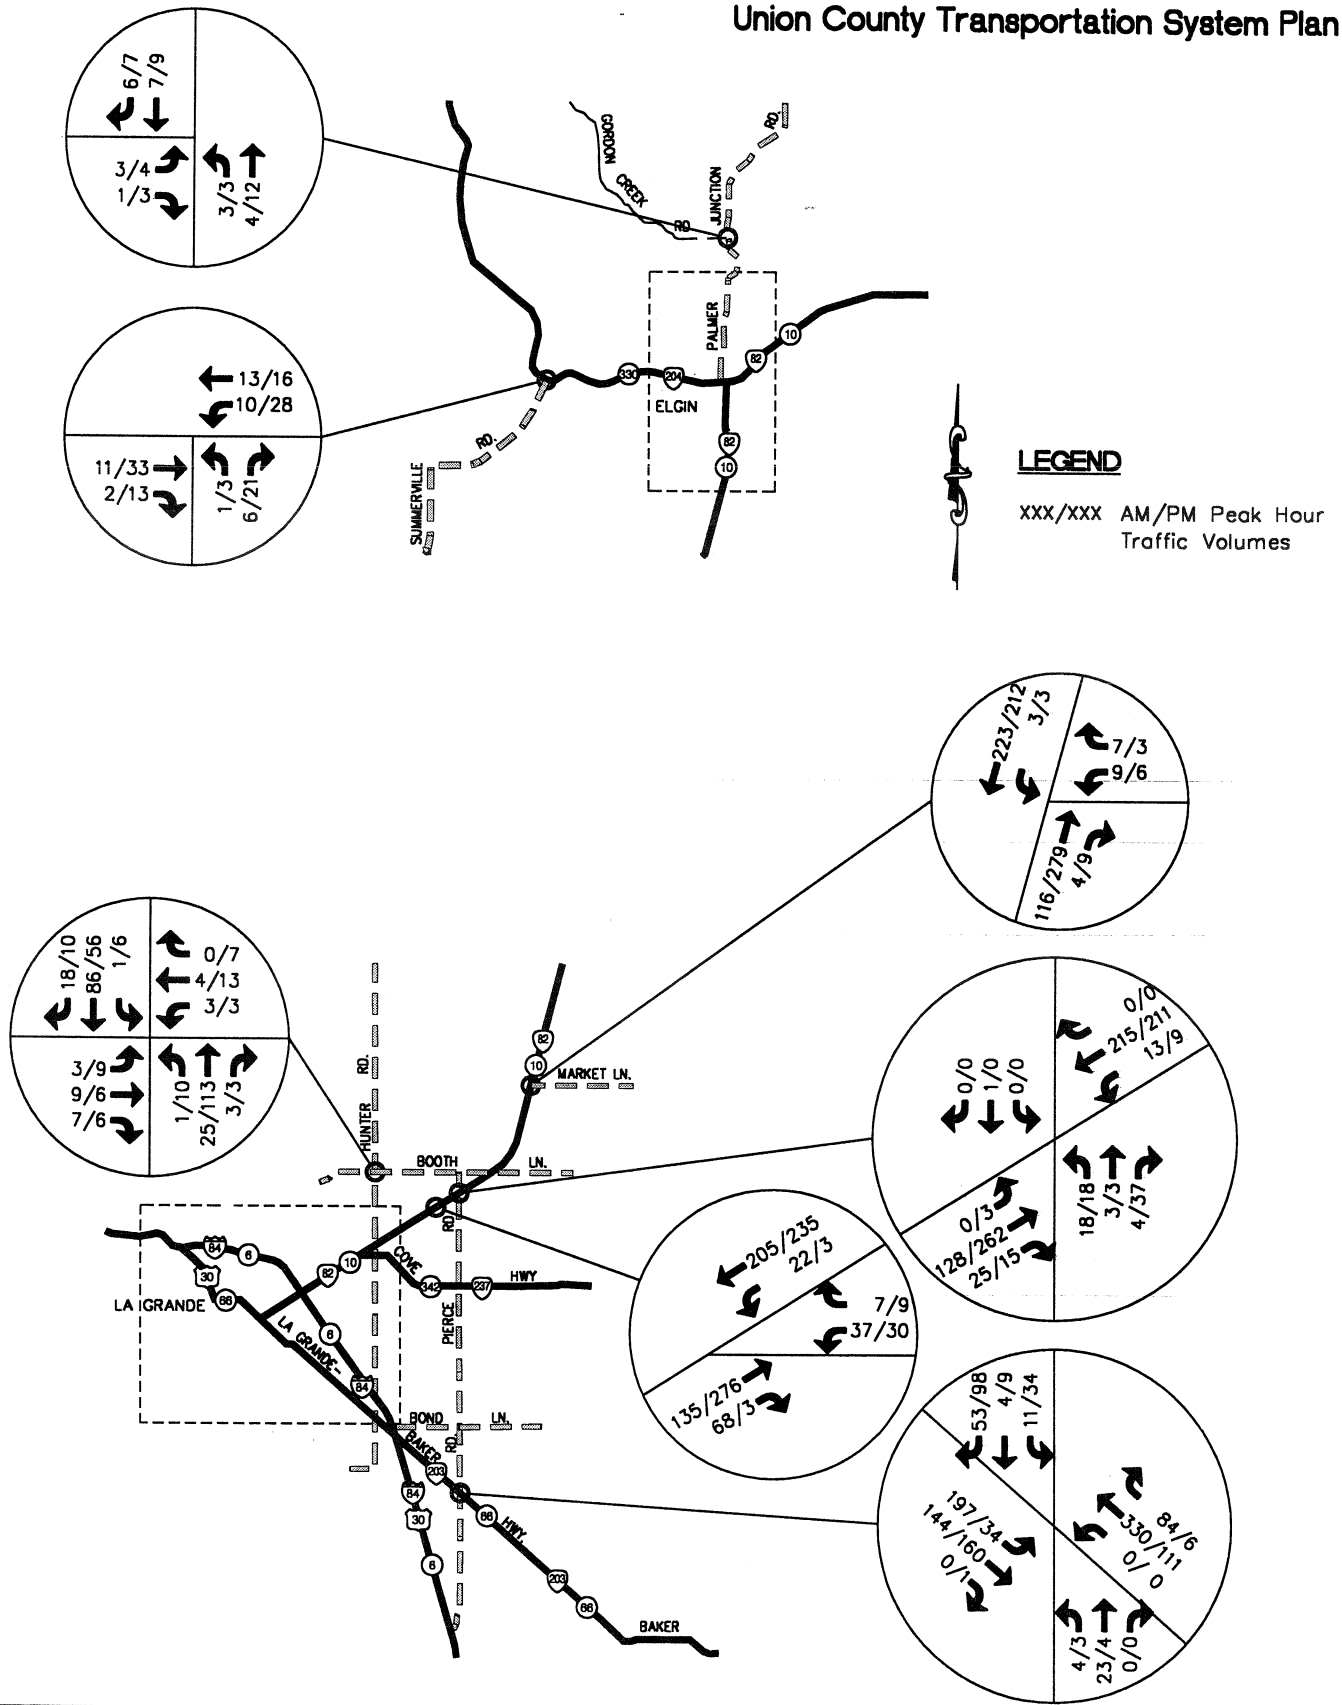 Union County Transportation System Plan
6/7
7/9
3/4
1/3
3/3
4/12
GORDON
CREEK
RD
JUNCTION
RD.
PALMER
10
82
330
204
ELGIN
82
10
SUMMERVILLE
RD.
13/16
10/28
11/33
2/13
1/3
6/21
LEGEND
XXX/XXX AM/PM Peak Hour
Traffic Volumes
223/212
3/3
7/3
9/6
116/279
4/9
18/10
86/56
1/6
0/7
4/13
3/3
3/9
9/6
7/6
1/10
25/113
3/3
HUNTER
RD.
82
10
MARKET LN.
BOOTH
LN.
0/0
1/0
0/0
0/0
215/211
13/9
0/3
128/262
25/15
18/18
3/3
4/37
84
6
30
66
LA GRANDE
82
10
COVE
342
237
HWY
PIERCE
RD.
6
LA GRANDE-
84
BOND
LN.
BAKER
RD.
203
84
30
66
HWY.
6
203
66
BAKER
205/235
22/3
7/9
37/30
135/276
68/3
53/98
4/9
11/34
197/34
144/160
0/1
84/6
330/111
0/0
4/3
23/4
0/0